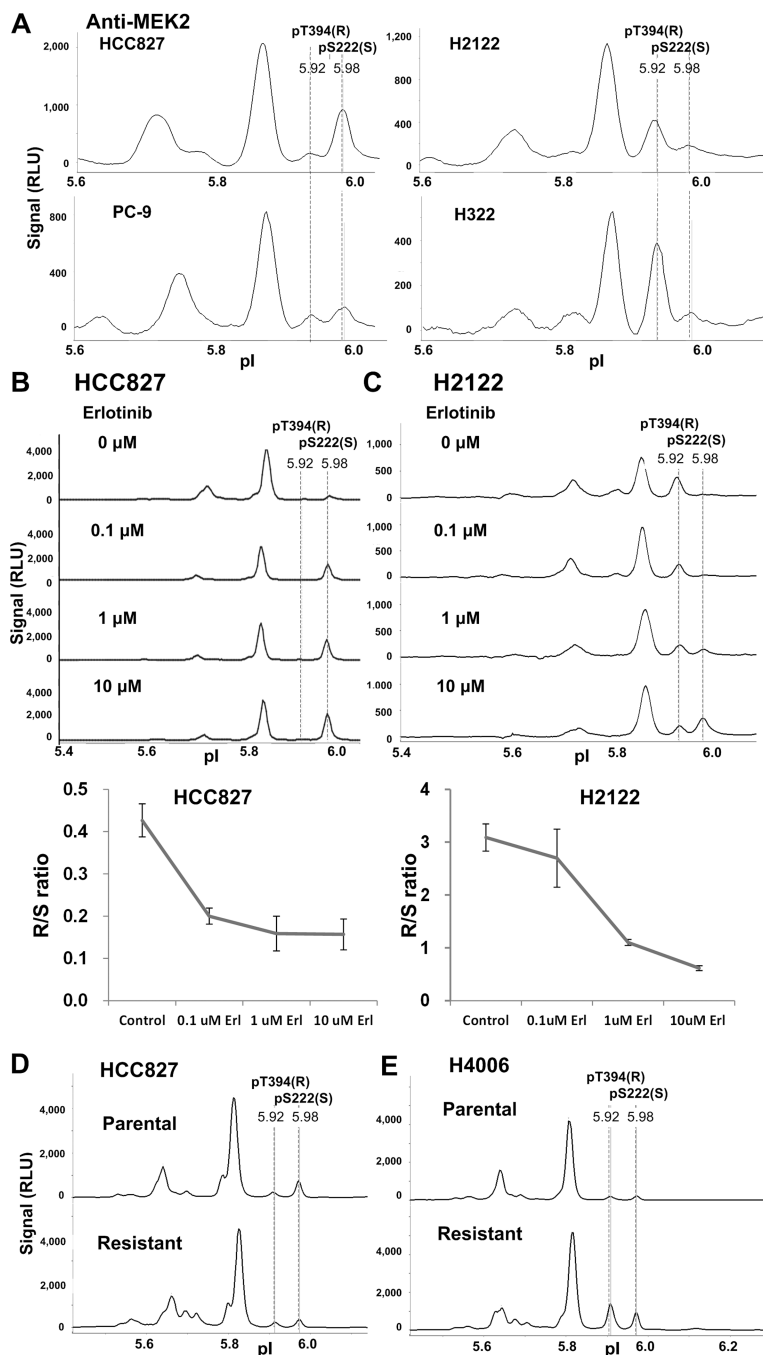 A
Anti-MEK2
HCC827
pT394(R)
pS222(S)
5.92 5.98
2,000
1,000
0
5.6 5.8 6.0
H2122
pT394(R)
pS222(S)
5.92 5.98
1,200
800
400
0
5.6 5.8 6.0
Signal (RLU)
PC-9
800
400
0
5.6 5.8 6.0
pI
H322
400
200
0
5.6 5.8 6.0
pI
B HCC827
Erlotinib
pT394(R)
pS222(S)
5.92 5.98
0 µM
4,000
2,000
0
0.1 µM
4,000
2,000
0
1 µM
4,000
2,000
0
10 µM
4,000
2,000
0
Signal (RLU)
5.4 5.6 5.8 6.0
pI
C H2122
Erlotinib
pT394(R)
pS222(S)
5.92 5.98
0 µM
1,000
500
0
0.1 µM
1,000
500
0
1 µM
1,000
500
0
10 µM
1.000
500
0
5.4 5.6 5.8 6.0
pI
HCC827
R/S ratio
0.5
0.4
0.3
0.2
0.1
0.0
Control 0.1 uM Erl 1 uM Erl 10 uM Erl
H2122
R/S ratio
4
3
2
1
0
Control 0.1uM Erl 1uM Erl 10uM Erl
D HCC827
pT394(R)
pS222(S)
5.92 5.98
Parental
4,000
2,000
0
Resistant
4,000
2,000
0
Signal (RLU)
5.6 5.8 6.0
pI
E H4006
pT394(R)
pS222(S)
5.92 5.98
Parental
4,000
2,000
0
Resistant
4,000
2,000
0
5.6 5.8 6.0 6.2
pI